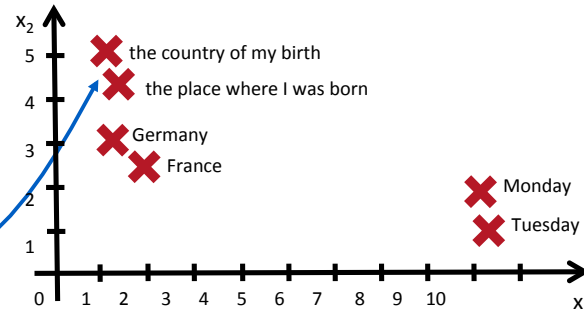 x2
5
the country of my birth
4
the place where I was born
3
Germany
France
2
Monday
1
Tuesday
0 1 2 3 4 5 6 7 8 9 10
x